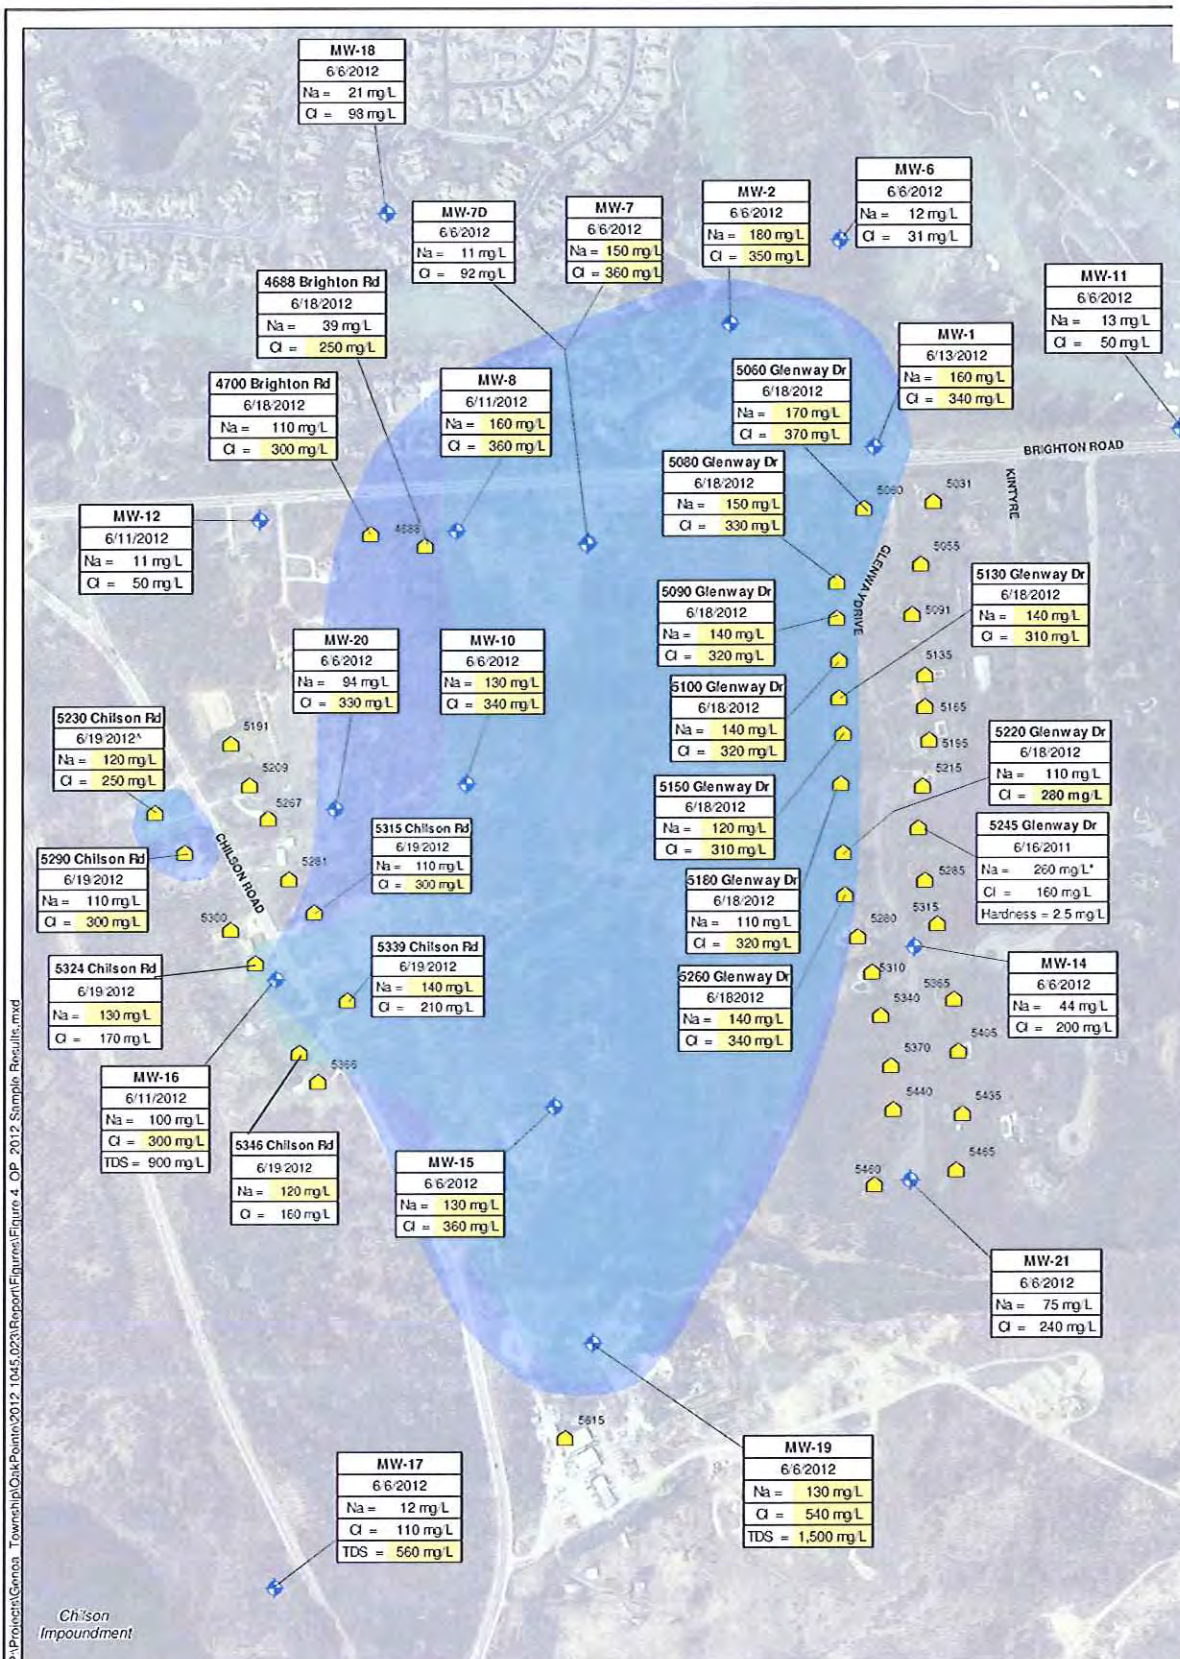 MW-18
6/6/2012
Na = 21 mg/L
Cl = 93 mg/L
MW-6
6/6/2012
Na = 12 mg/L
Cl = 31 mg/L
MW-2
6/6/2012
Na = 180 mg/L
Cl = 350 mg/L
MW-7D
6/6/2012
Na = 11 mg/L
Cl = 92 mg/L
MW-7
6/6/2012
Na = 150 mg/L
Cl = 360 mg/L
4688 Brighton Rd
6/18/2012
Na = 39 mg/L
Cl = 250 mg/L
MW-11
6/6/2012
Na = 13 mg/L
Cl = 50 mg/L
MW-1
6/13/2012
Na = 160 mg/L
Cl = 340 mg/L
5060 Glenway Dr
6/18/2012
Na = 170 mg/L
Cl = 370 mg/L
4700 Brighton Rd
6/18/2012
Na = 110 mg/L
Cl = 300 mg/L
MW-8
6/11/2012
Na = 160 mg/L
Cl = 360 mg/L
BRIGHTON ROAD
KINTYRE
5080 Glenway Dr
6/18/2012
Na = 150 mg/L
Cl = 330 mg/L
5060
5031
MW-12
6/11/2012
Na = 11 mg/L
Cl = 50 mg/L
4688
GLENWAY DRIVE
5055
5130 Glenway Dr
6/18/2012
Na = 140 mg/L
Cl = 310 mg/L
5090 Glenway Dr
6/18/2012
Na = 140 mg/L
Cl = 320 mg/L
5091
MW-20
6/6/2012
Na = 94 mg/L
Cl = 330 mg/L
MW-10
6/6/2012
Na = 130 mg/L
Cl = 340 mg/L
5135
5100 Glenway Dr
6/18/2012
Na = 140 mg/L
Cl = 320 mg/L
5165
5195
5230 Chilson Rd
6/19/2012^
Na = 120 mg/L
Cl = 250 mg/L
5191
5209
5267
5220 Glenway Dr
6/18/2012
Na = 110 mg/L
Cl = 280 mg/L
5215
5150 Glenway Dr
6/18/2012
Na = 120 mg/L
Cl = 310 mg/L
5245 Glenway Dr
6/16/2011
Na = 260 mg/L*
Cl = 160 mg/L
Hardness = 2.5 mg/L
5315 Chilson Rd
6/19/2012
Na = 110 mg/L
Cl = 300 mg/L
CHILSON ROAD
5290 Chilson Rd
6/19/2012
Na = 110 mg/L
Cl = 300 mg/L
5281
5285
5180 Glenway Dr
6/18/2012
Na = 110 mg/L
Cl = 320 mg/L
5300
5280
5315
5339 Chilson Rd
6/19/2012
Na = 140 mg/L
Cl = 210 mg/L
5324 Chilson Rd
6/19/2012
Na = 130 mg/L
Cl = 170 mg/L
5260 Glenway Dr
6/182012
Na = 140 mg/L
Cl = 340 mg/L
5310
5340
5365
MW-14
6/6/2012
Na = 44 mg/L
Cl = 200 mg/L
5405
5370
5366
MW-16
6/11/2012
Na = 100 mg/L
Cl = 300 mg/L
TDS = 900 mg/L
5440
5435
5346 Chilson Rd
6/19/2012
Na = 120 mg/L
Cl = 160 mg/L
MW-15
6/6/2012
Na = 130 mg/L
Cl = 360 mg/L
5460
5465
MW-21
6/6/2012
Na = 75 mg/L
Cl = 240 mg/L
5615
MW-17
6/6/2012
Na = 12 mg/L
Cl = 110 mg/L
TDS = 560 mg/L
MW-19
6/6/2012
Na = 130 mg/L
Cl = 540 mg/L
TDS = 1,500 mg/L
Chilson
Impoundment
P:\Projects\Genoa_Township\OakPointe\2012 1045.023\Report\Figures\Figure 4_OP_2012_Sample Results.mxd